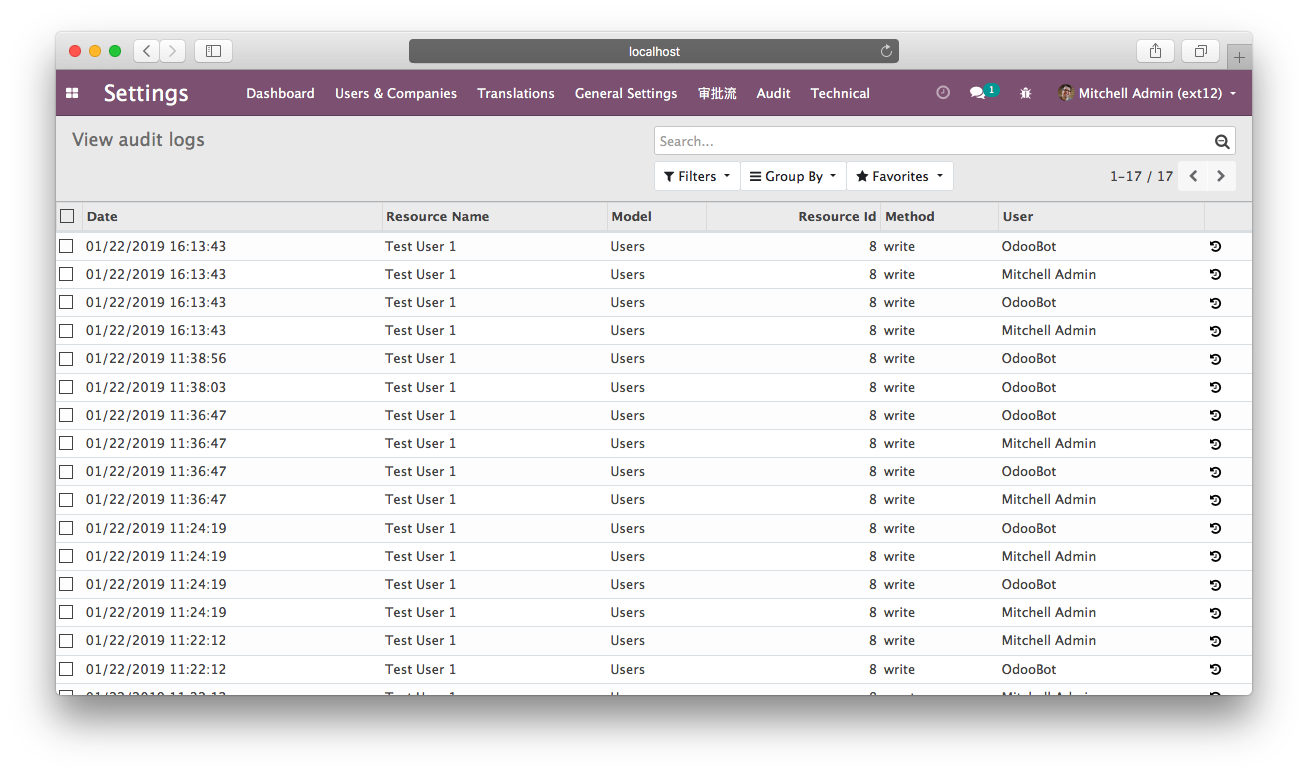 localhost
Settings Dashboard Users & Companies Translations General Settings 审批流 Audit Technical 1 Mitchell Admin (ext12)
View audit logs
Search...
Filters Group By Favorites 1-17 / 17
Date Resource Name Model Resource Id Method User
01/22/2019 16:13:43 Test User 1 Users 8 write OdooBot
01/22/2019 16:13:43 Test User 1 Users 8 write Mitchell Admin
01/22/2019 16:13:43 Test User 1 Users 8 write OdooBot
01/22/2019 16:13:43 Test User 1 Users 8 write Mitchell Admin
01/22/2019 11:38:56 Test User 1 Users 8 write OdooBot
01/22/2019 11:38:03 Test User 1 Users 8 write OdooBot
01/22/2019 11:36:47 Test User 1 Users 8 write OdooBot
01/22/2019 11:36:47 Test User 1 Users 8 write Mitchell Admin
01/22/2019 11:36:47 Test User 1 Users 8 write OdooBot
01/22/2019 11:36:47 Test User 1 Users 8 write Mitchell Admin
01/22/2019 11:24:19 Test User 1 Users 8 write OdooBot
01/22/2019 11:24:19 Test User 1 Users 8 write Mitchell Admin
01/22/2019 11:24:19 Test User 1 Users 8 write OdooBot
01/22/2019 11:24:19 Test User 1 Users 8 write Mitchell Admin
01/22/2019 11:22:12 Test User 1 Users 8 write Mitchell Admin
01/22/2019 11:22:12 Test User 1 Users 8 write OdooBot